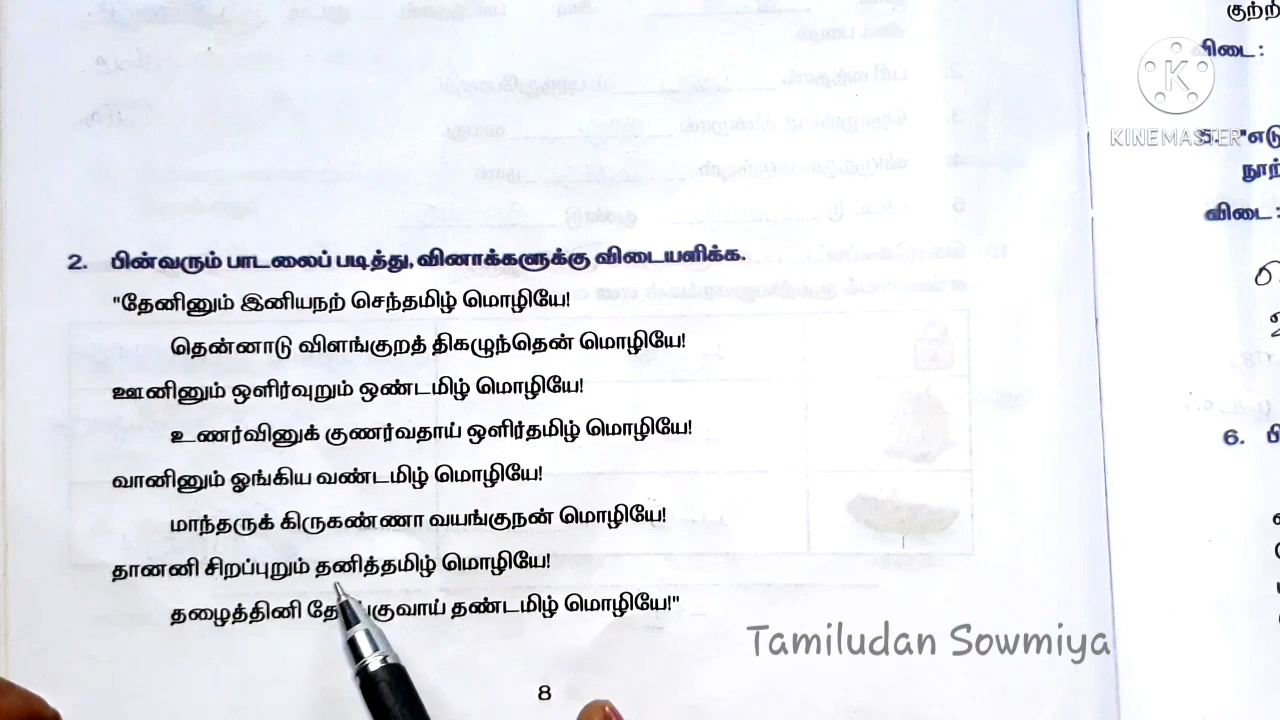 2. பின்வரும் பாடலைப் படித்து, வினாக்களுக்கு விடையளிக்க.
"தேனினும் இனியநற் செந்தமிழ் மொழியே!
தென்னாடு விளங்குறத் திகழுந்தென் மொழியே!
ஊனினும் ஒளிர்வுறும் ஒண்டமிழ் மொழியே!
உணர்வினுக் குணர்வதாய் ஒளிர்தமிழ் மொழியே!
வானினும் ஓங்கிய வண்டமிழ் மொழியே!
மாந்தருக் கிருகண்ணா வயங்குநன் மொழியே!
தானனி சிறப்புறும் தனித்தமிழ் மொழியே!
தழைத்தினி தண்டமிழ் மொழியே!"
8
விடை:
KINEMASTER
5. "எடு
நூற்
விடை:
6.
Tamiludan Sowmiya